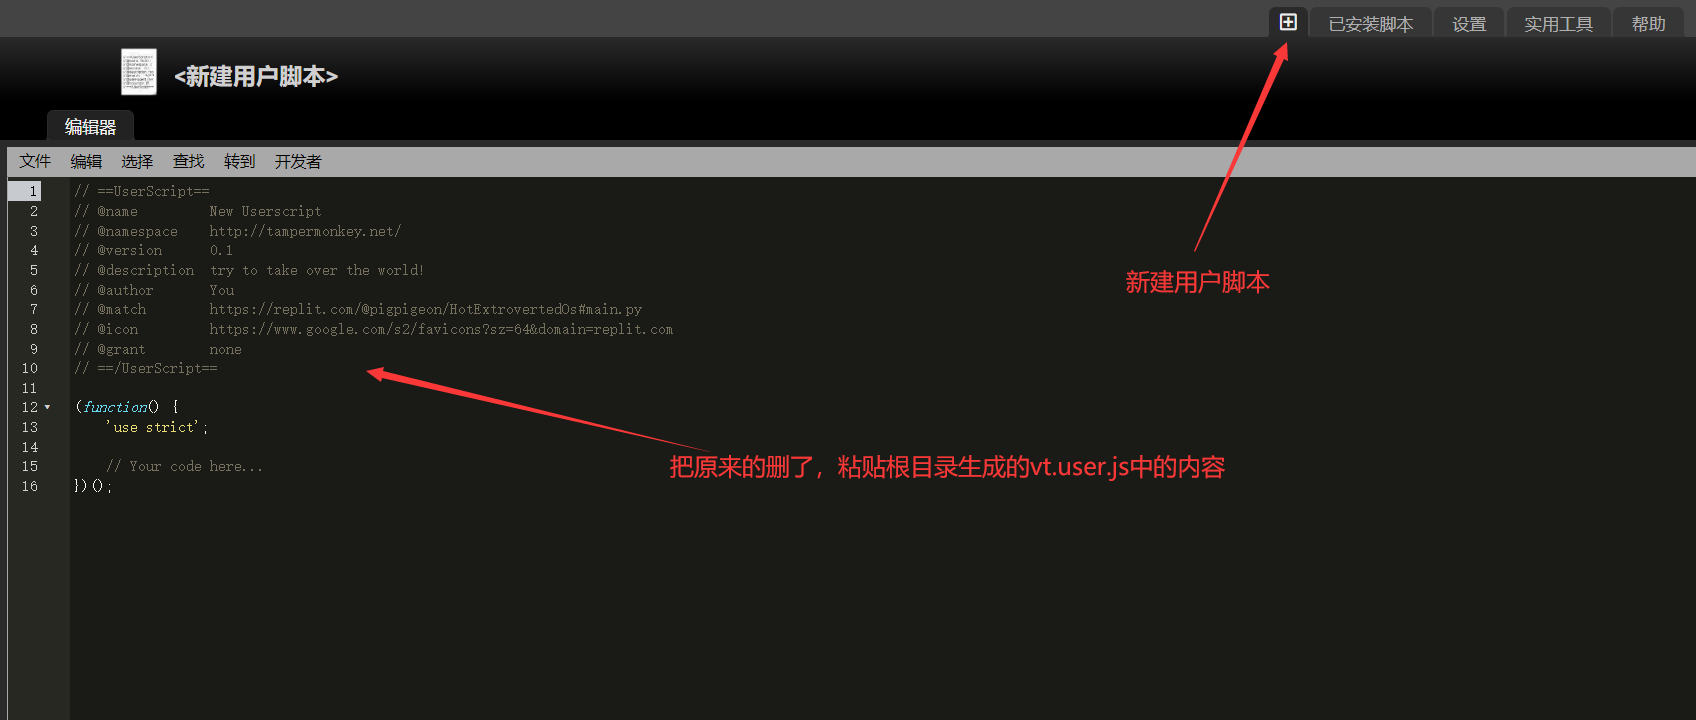 已安装脚本 设置 实用工具 帮助
<新建用户脚本>
编辑器
文件 编辑 选择 查找 转到 开发者
1 // ==UserScript==
2 // @name New Userscript
3 // @namespace http://tampermonkey.net/
4 // @version 0.1
5 // @description try to take over the world!
6 // @author You
7 // @match https://replit.com/@pigpigeon/HotExtrovertedOs#main.py
8 // @icon https://www.google.com/s2/favicons?sz=64&domain=replit.com
9 // @grant none
10 // ==/UserScript==
11
12 (function() {
13 'use strict';
14
15 // Your code here...
16 })();
新建用户脚本
把原来的删了，粘贴根目录生成的vt.user.js中的内容